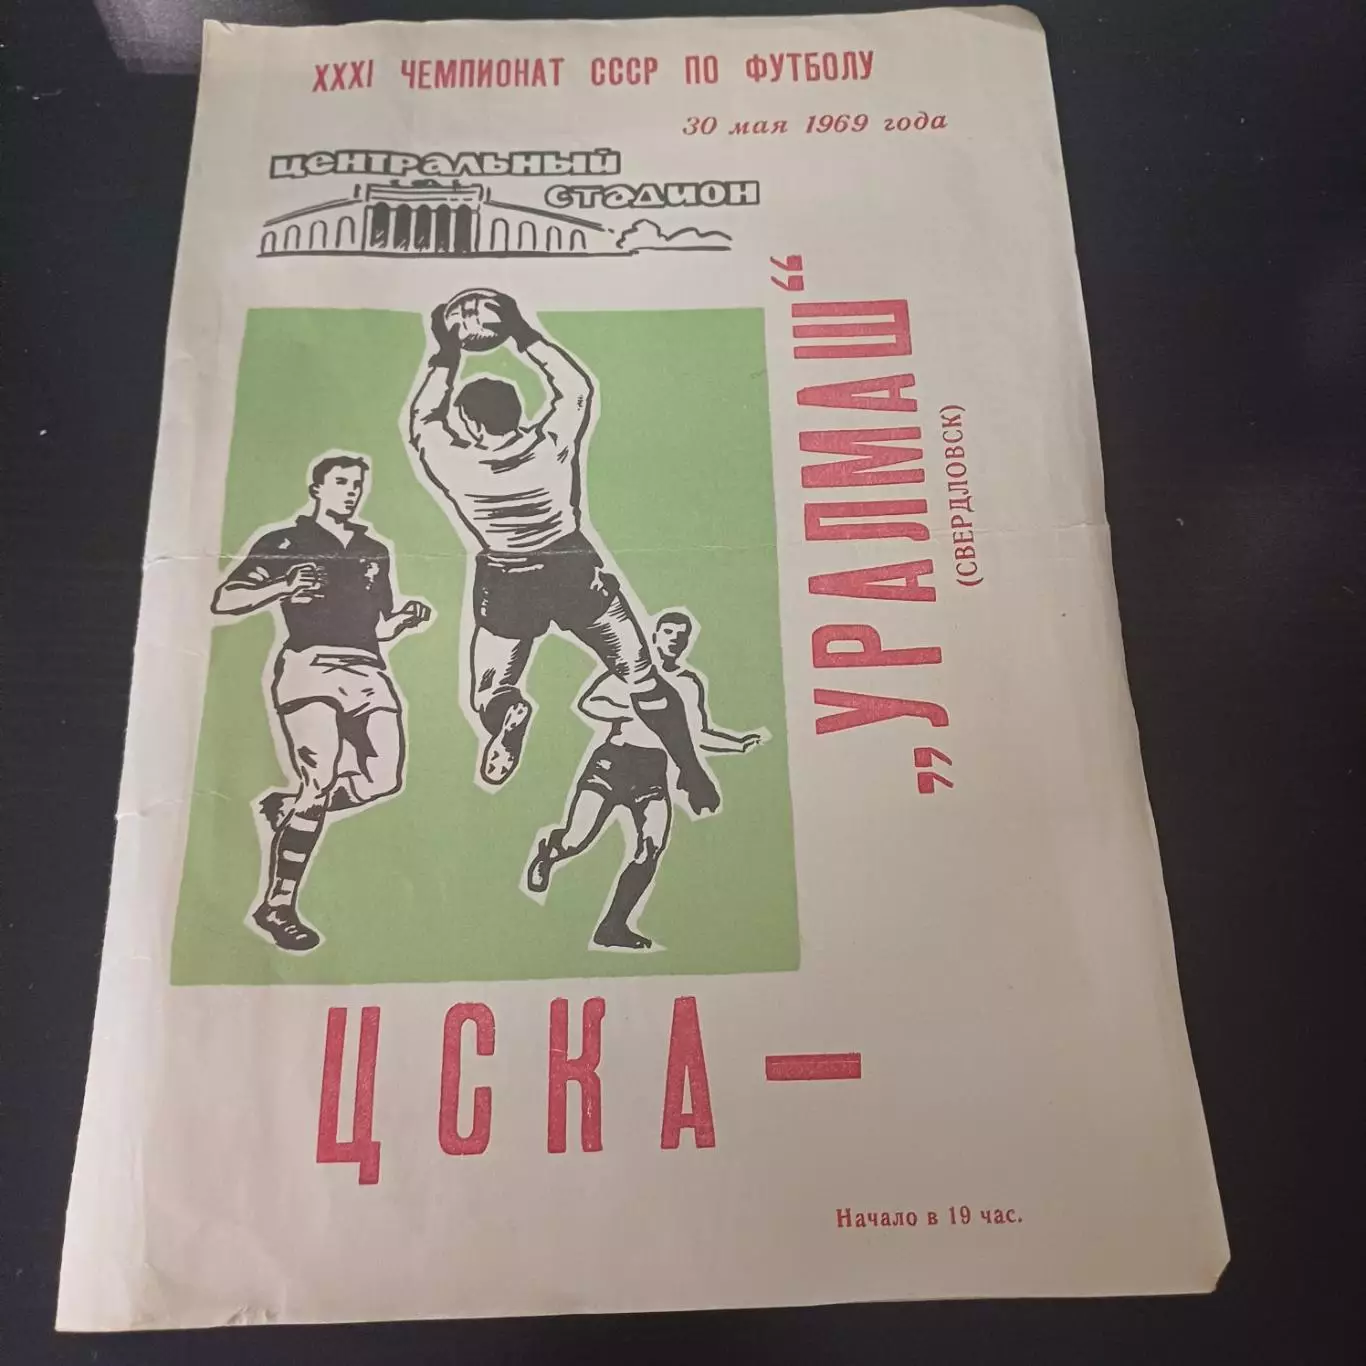 XXXI ЧЕМПИОНАТ СССР ПО ФУТБОЛУ
30 мая 1969 года
ЦЕНТРАЛЬНЫЙ
СТАДИОН
ЦСКА —
„УРАЛМАШ“
(СВЕРДЛОВСК)
Начало в 19 час.